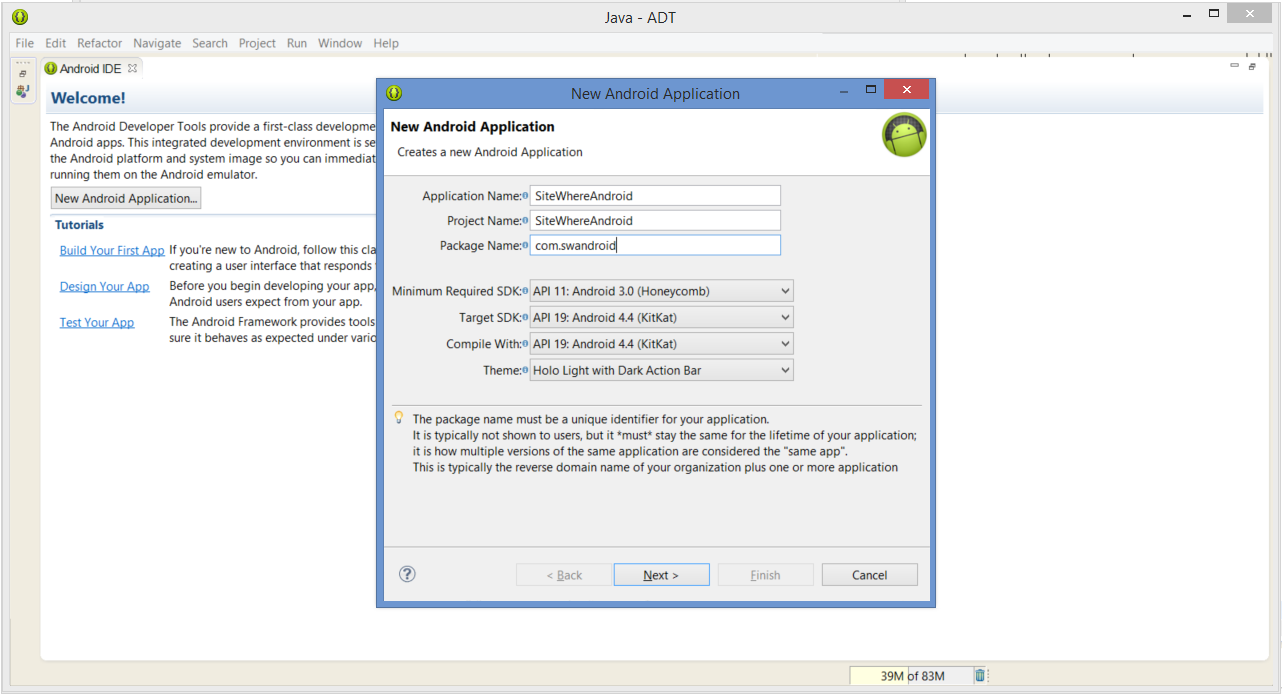 Java - ADT
File Edit Refactor Navigate Search Project Run Window Help
Android IDE
Welcome!
The Android Developer Tools provide a first-class developme
Android apps. This integrated development environment is se
the Android platform and system image so you can immediat
running them on the Android emulator.
New Android Application...
Tutorials
Build Your First App If you're new to Android, follow this cla
creating a user interface that responds
Design Your App Before you begin developing your app,
Android users expect from your app.
Test Your App The Android Framework provides tools
sure it behaves as expected under vario
New Android Application
New Android Application
Creates a new Android Application
Application Name: SiteWhereAndroid
Project Name: SiteWhereAndroid
Package Name: com.swandroid
Minimum Required SDK: API 11: Android 3.0 (Honeycomb)
Target SDK: API 19: Android 4.4 (KitKat)
Compile With: API 19: Android 4.4 (KitKat)
Theme: Holo Light with Dark Action Bar
The package name must be a unique identifier for your application.
It is typically not shown to users, but it *must* stay the same for the lifetime of your application;
it is how multiple versions of the same application are considered the "same app".
This is typically the reverse domain name of your organization plus one or more application
? < Back Next > Finish Cancel
39M of 83M